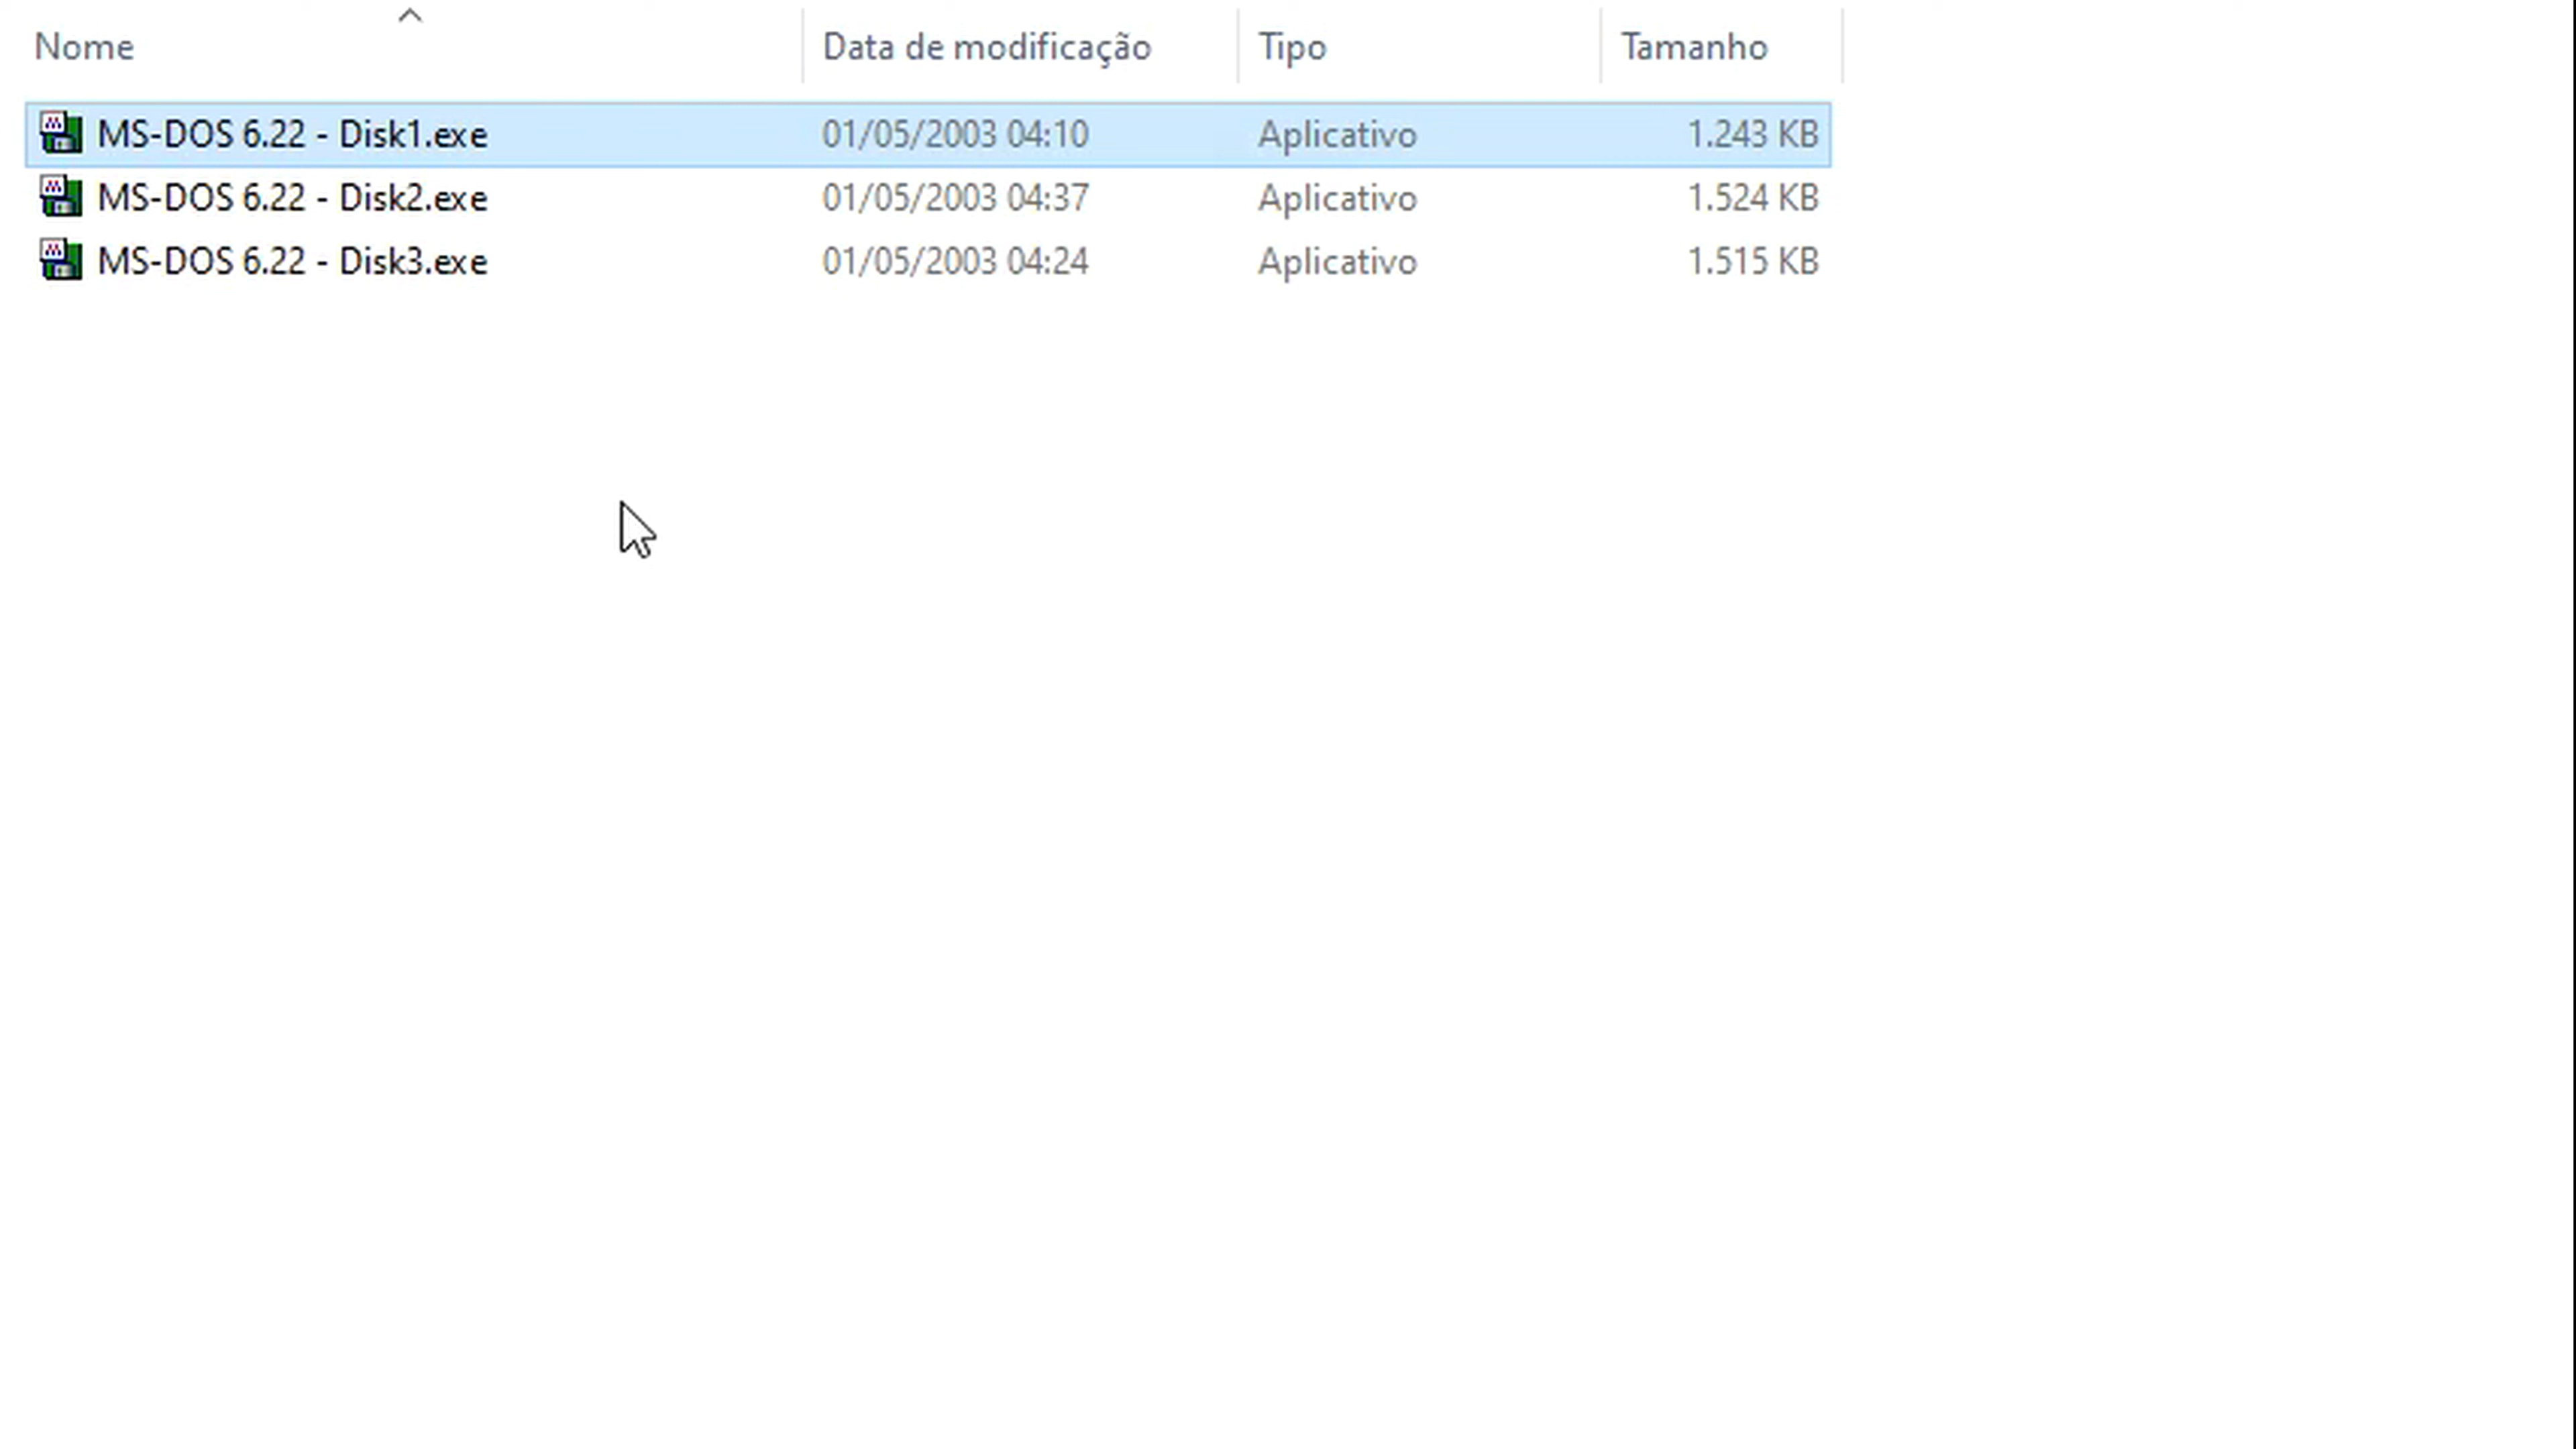 Nome Data de modificação Tipo Tamanho
MS-DOS 6.22 - Disk1.exe 01/05/2003 04:10 Aplicativo 1.243 KB
MS-DOS 6.22 - Disk2.exe 01/05/2003 04:37 Aplicativo 1.524 KB
MS-DOS 6.22 - Disk3.exe 01/05/2003 04:24 Aplicativo 1.515 KB